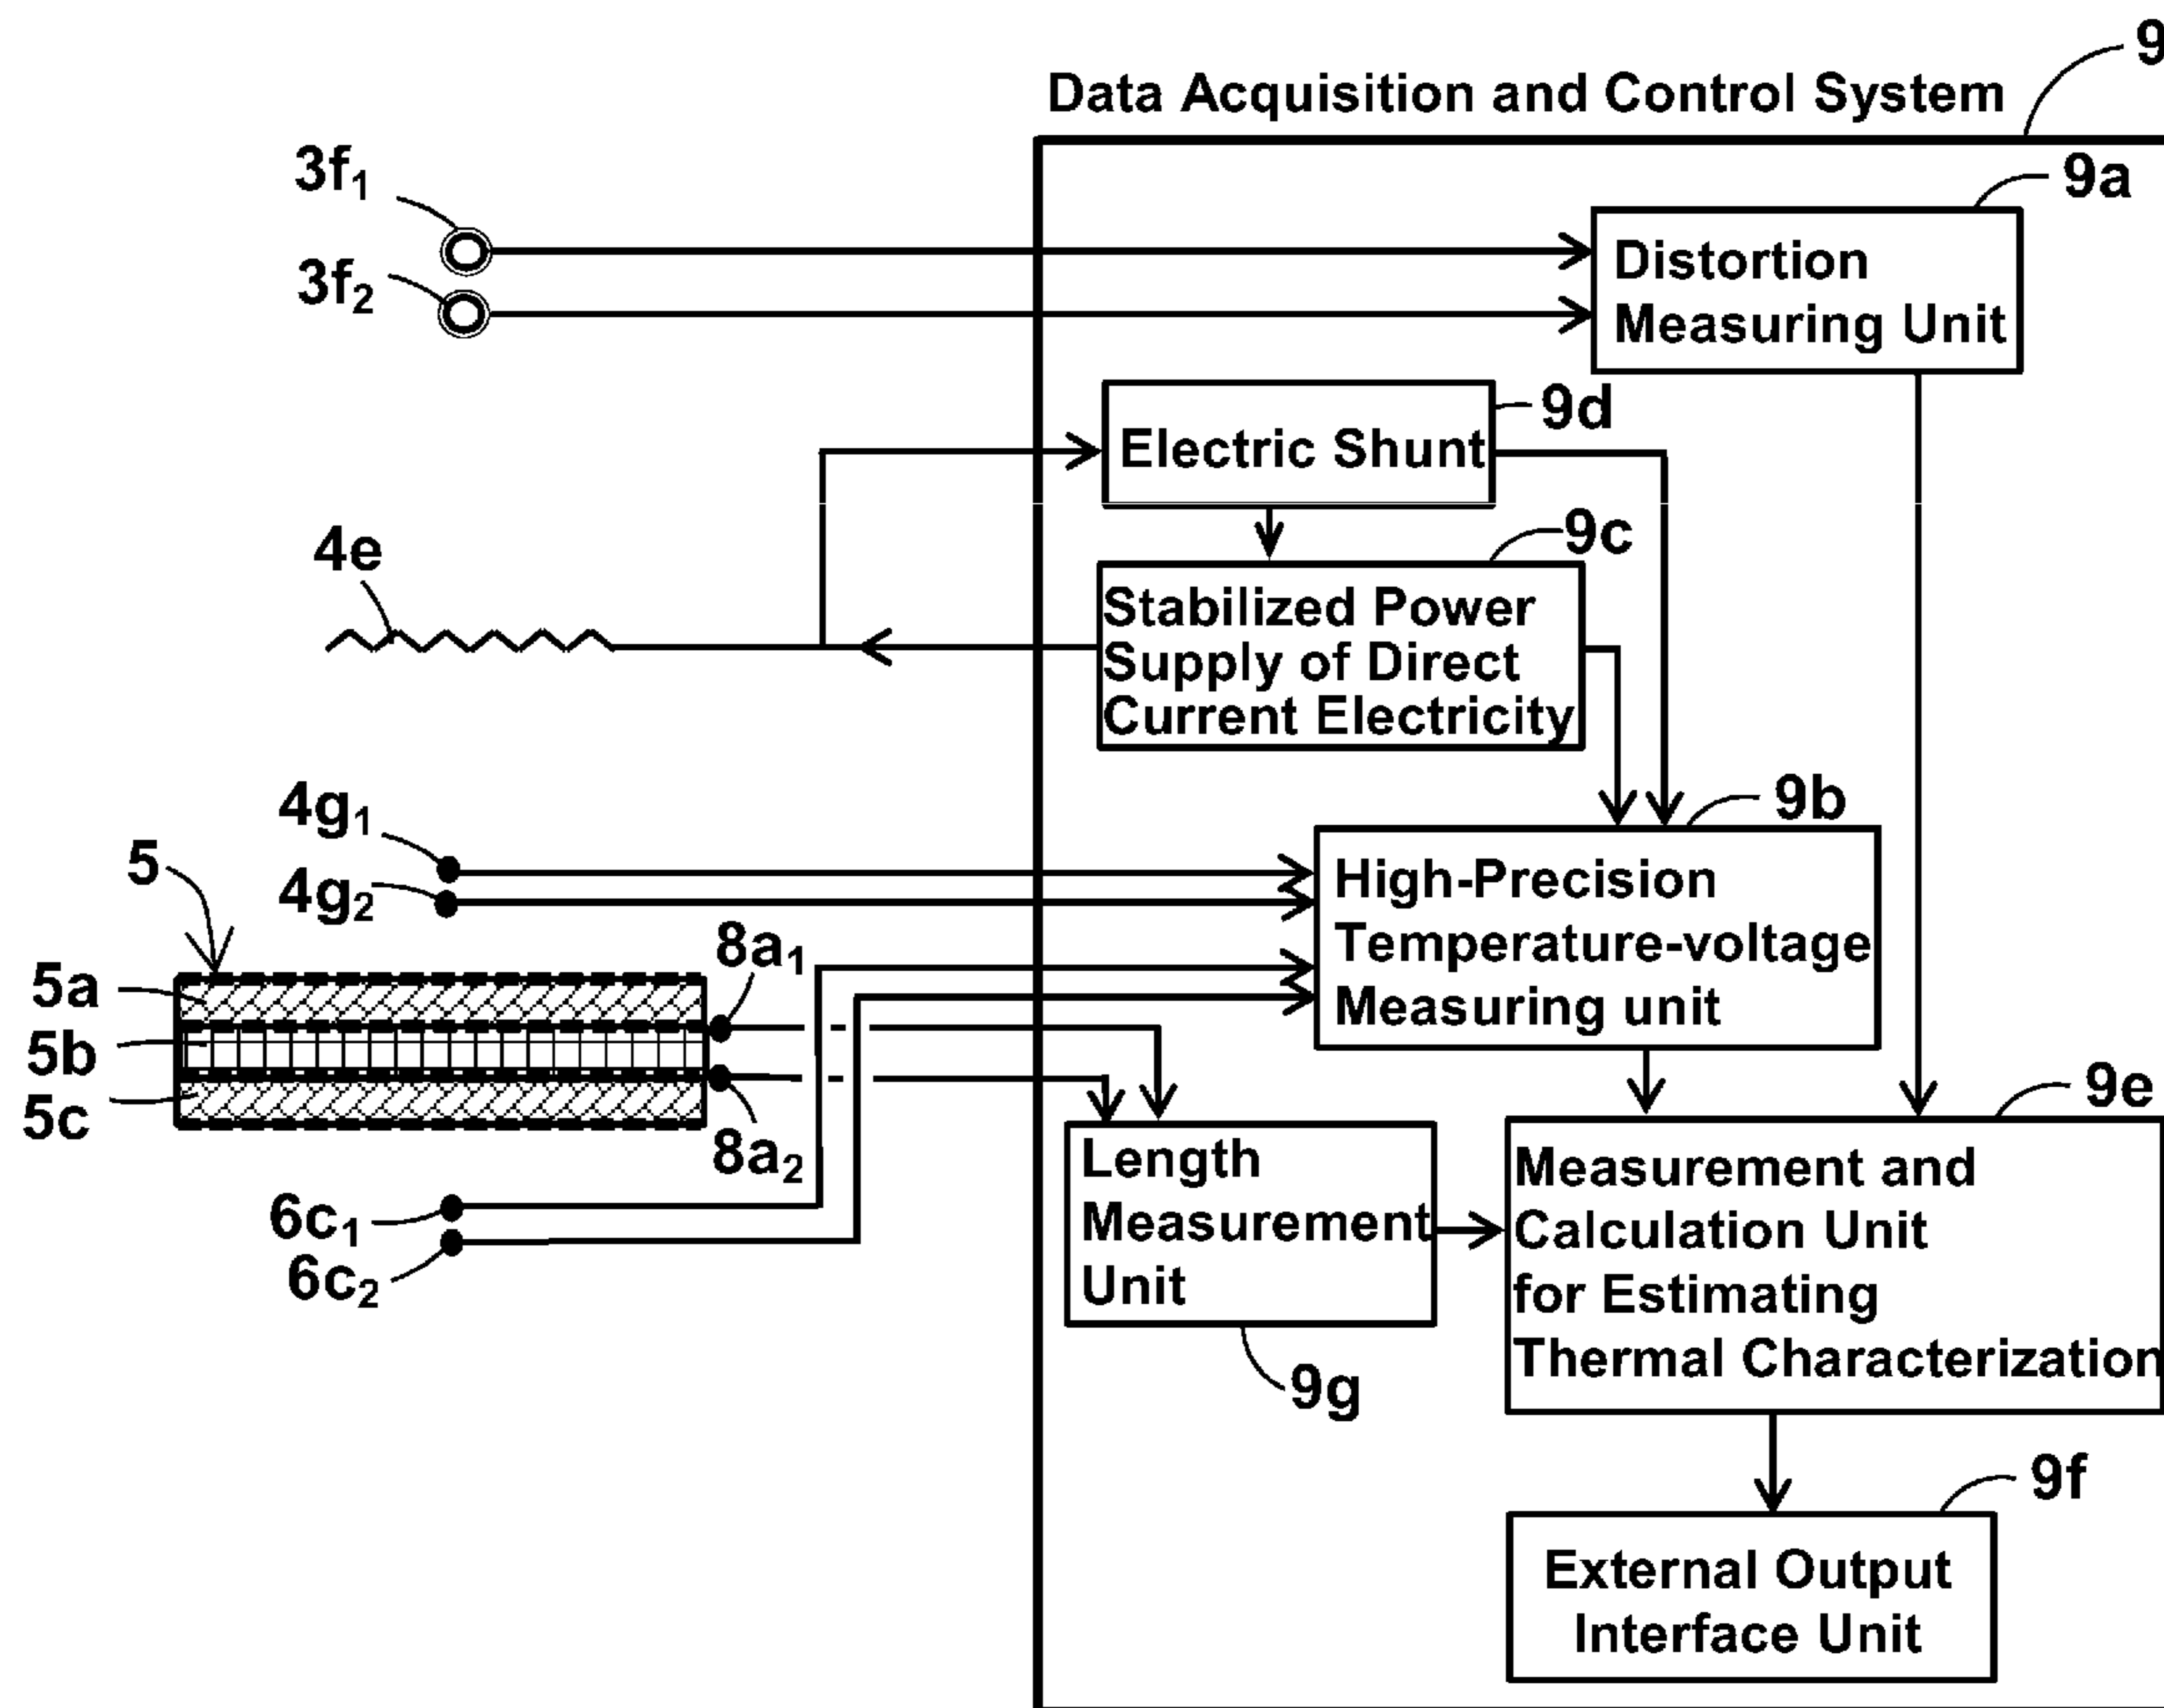 9
Data Acquisition and Control System
3f₁
9a
3f₂
Distortion
Measuring Unit
9d
Electric Shunt
9c
4e
Stabilized Power
Supply of Direct
Current Electricity
4g₁
9b
5
4g₂
High-Precision
Temperature-voltage
Measuring unit
8a₁
5a
5b
5c
8a₂
9e
Length
Measurement
Unit
Measurement and
Calculation Unit
for Estimating
Thermal Characterization
6c₁
6c₂
9g
9f
External Output
Interface Unit